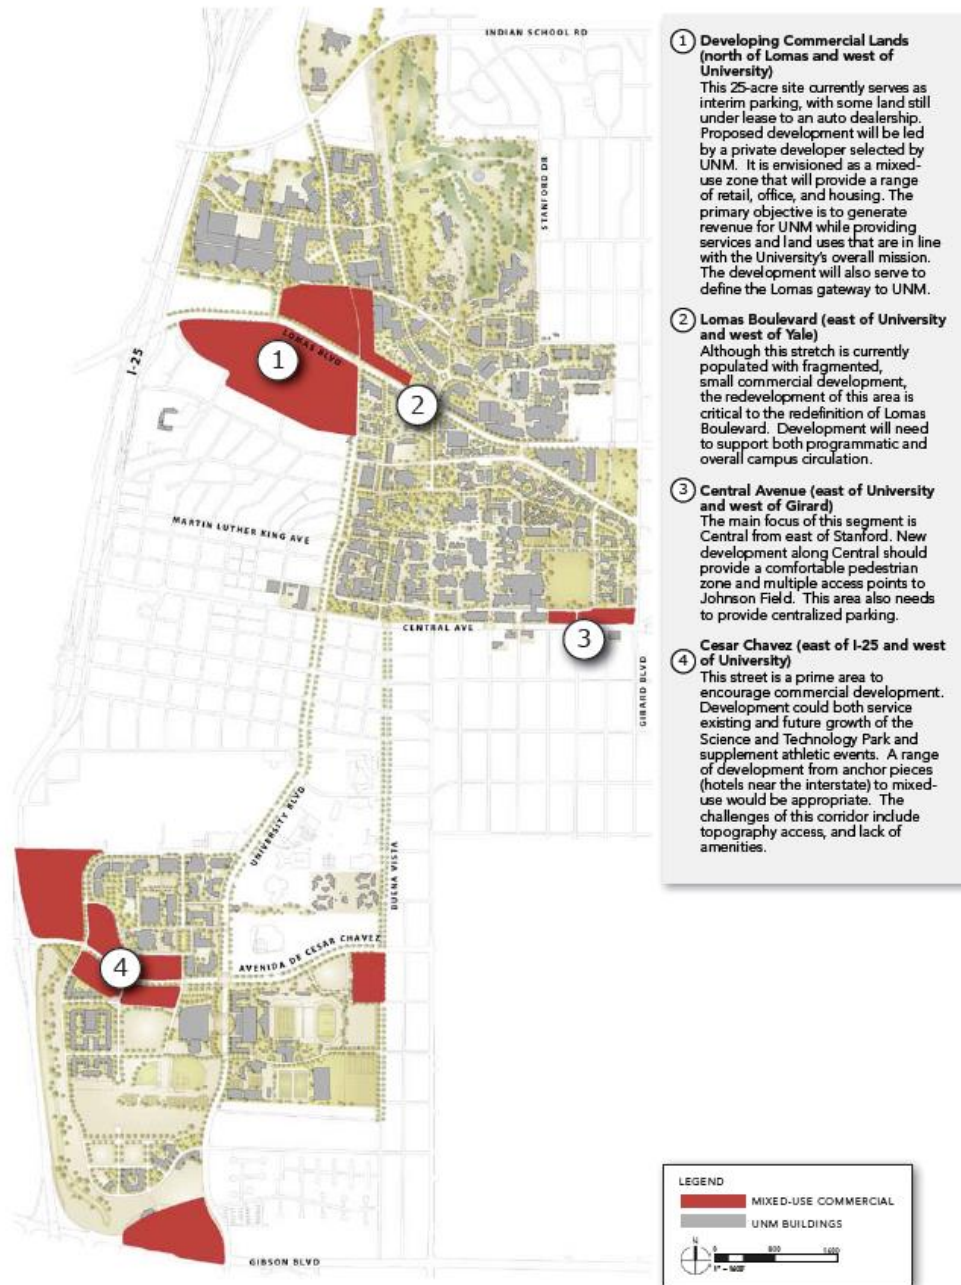 INDIAN SCHOOL RD
STANFORD DR
I-25
LOMAS BLVD
1
2
MARTIN LUTHER KING AVE
CENTRAL AVE
3
GIRARD BLVD
UNIVERSITY BLVD
BUENA VISTA
AVENIDA DE CESAR CHAVEZ
4
GIBSON BLVD
1 Developing Commercial Lands
(north of Lomas and west of
University)
This 25-acre site currently serves as
interim parking, with some land still
under lease to an auto dealership.
Proposed development will be led
by a private developer selected by
UNM. It is envisioned as a mixed-
use zone that will provide a range
of retail, office, and housing. The
primary objective is to generate
revenue for UNM while providing
services and land uses that are in line
with the University's overall mission.
The development will also serve to
define the Lomas gateway to UNM.
2 Lomas Boulevard (east of University
and west of Yale)
Although this stretch is currently
populated with fragmented,
small commercial development,
the redevelopment of this area is
critical to the redefinition of Lomas
Boulevard. Development will need
to support both programmatic and
overall campus circulation.
3 Central Avenue (east of University
and west of Girard)
The main focus of this segment is
Central from east of Stanford. New
development along Central should
provide a comfortable pedestrian
zone and multiple access points to
Johnson Field. This area also needs
to provide centralized parking.
Cesar Chavez (east of I-25 and west
4 of University)
This street is a prime area to
encourage commercial development.
Development could both service
existing and future growth of the
Science and Technology Park and
supplement athletic events. A range
of development from anchor pieces
(hotels near the interstate) to mixed-
use would be appropriate. The
challenges of this corridor include
topography access, and lack of
amenities.
LEGEND
MIXED-USE COMMERCIAL
UNM BUILDINGS
N
0 800 1600